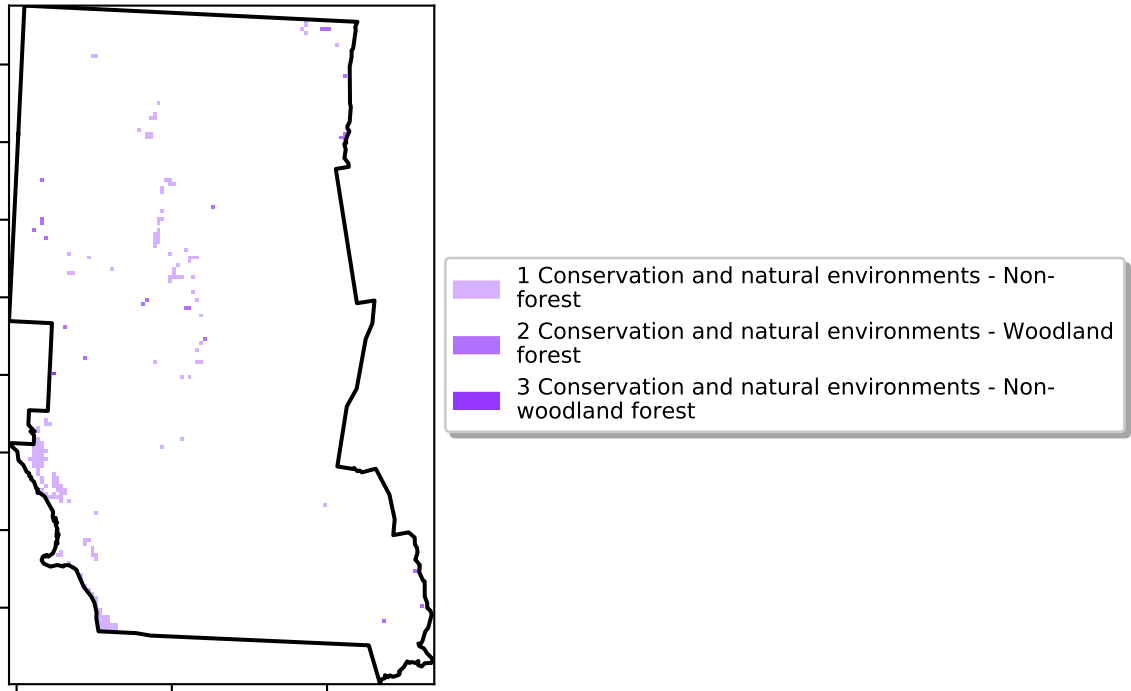 1 Conservation and natural environments - Non-
forest
2 Conservation and natural environments - Woodland
forest
3 Conservation and natural environments - Non-
woodland forest